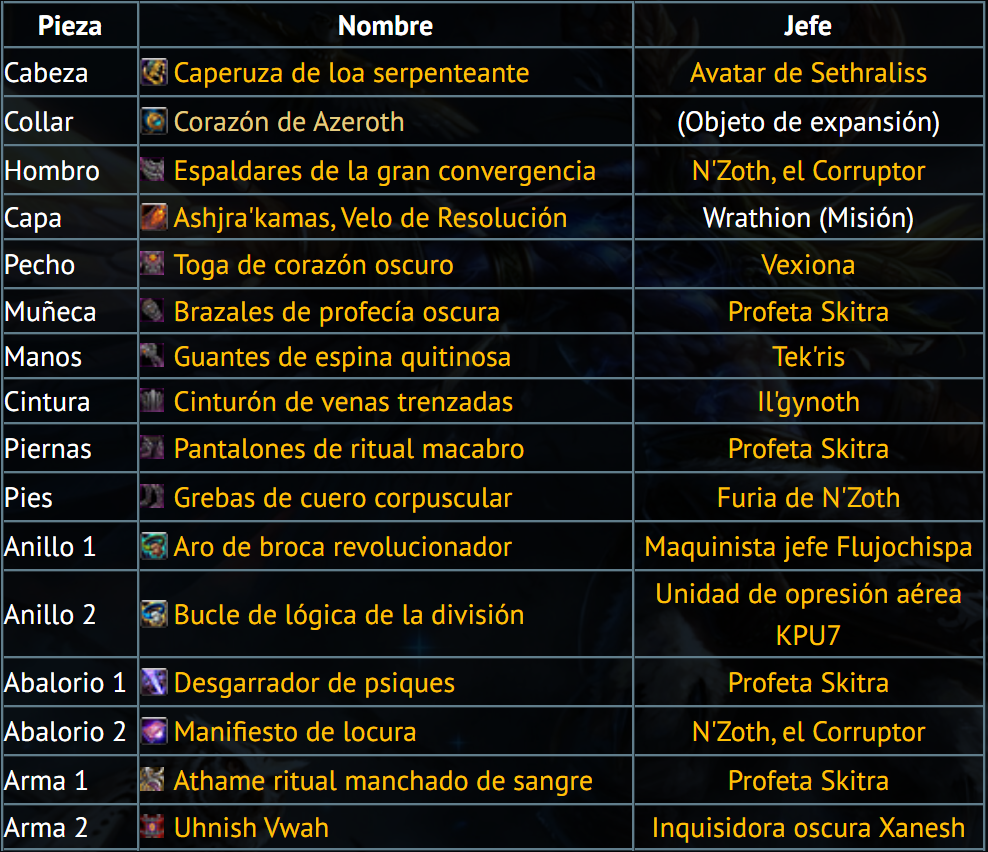 Pieza Nombre Jefe
Cabeza Caperuza de loa serpenteante Avatar de Sethraliss
Collar Corazón de Azeroth (Objeto de expansión)
Hombro Espaldares de la gran convergencia N'Zoth, el Corruptor
Capa Ashjra'kamas, Velo de Resolución Wrathion (Misión)
Pecho Toga de corazón oscuro Vexiona
Muñeca Brazales de profecía oscura Profeta Skitra
Manos Guantes de espina quitinosa Tek'ris
Cintura Cinturón de venas trenzadas Il'gynoth
Piernas Pantalones de ritual macabro Profeta Skitra
Pies Grebas de cuero corpuscular Furia de N'Zoth
Anillo 1 Aro de broca revolucionador Maquinista jefe Flujochispa
Anillo 2 Bucle de lógica de la división Unidad de opresión aérea
KPU7
Abalorio 1 Desgarrador de psiques Profeta Skitra
Abalorio 2 Manifiesto de locura N'Zoth, el Corruptor
Arma 1 Athame ritual manchado de sangre Profeta Skitra
Arma 2 Uhnish Vwah Inquisidora oscura Xanesh